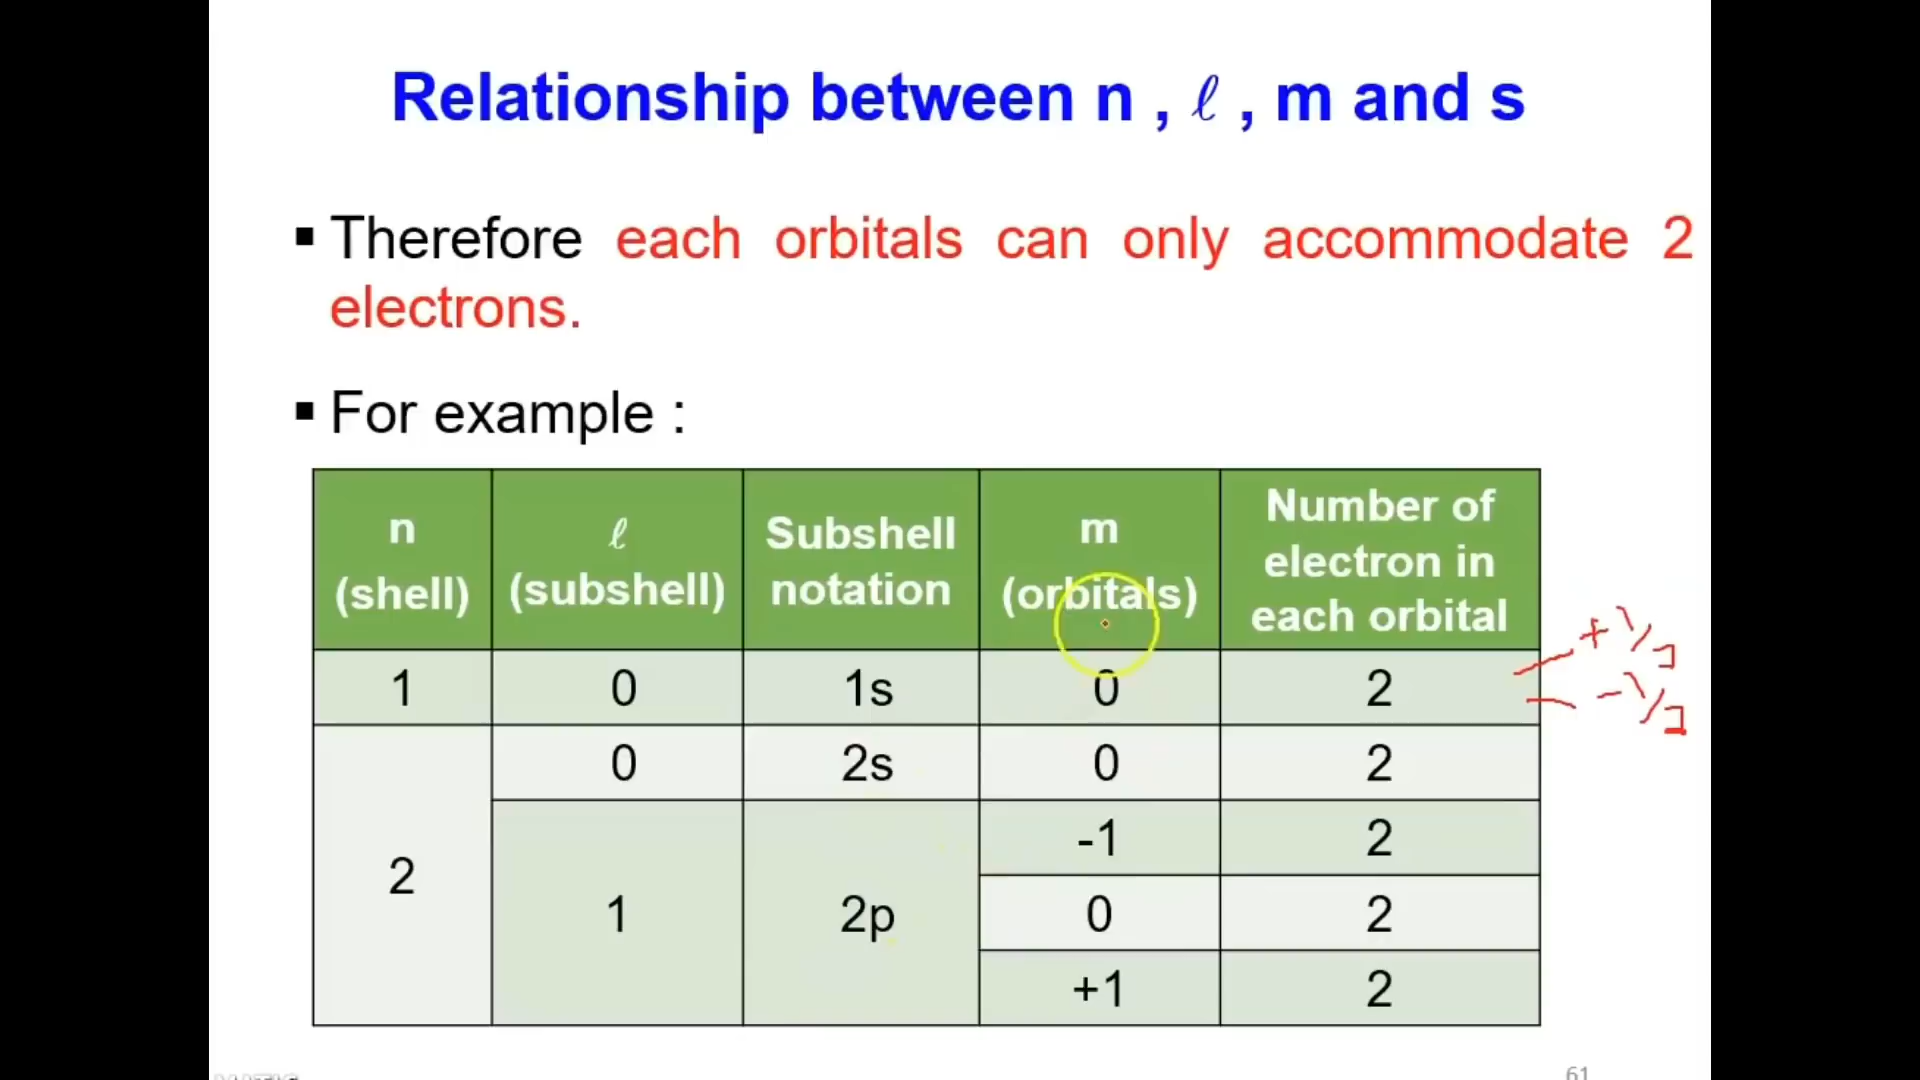 Relationship between n , ℓ , m and s
▪ Therefore each orbitals can only accommodate 2
electrons.
▪ For example :
n
(shell)
ℓ
(subshell)
Subshell
notation
m
(orbitals)
Number of
electron in
each orbital
1 0 1s 0 2
+1/2
-1/2
2
0 2s 0 2
1 2p
-1 2
0 2
+1 2
61